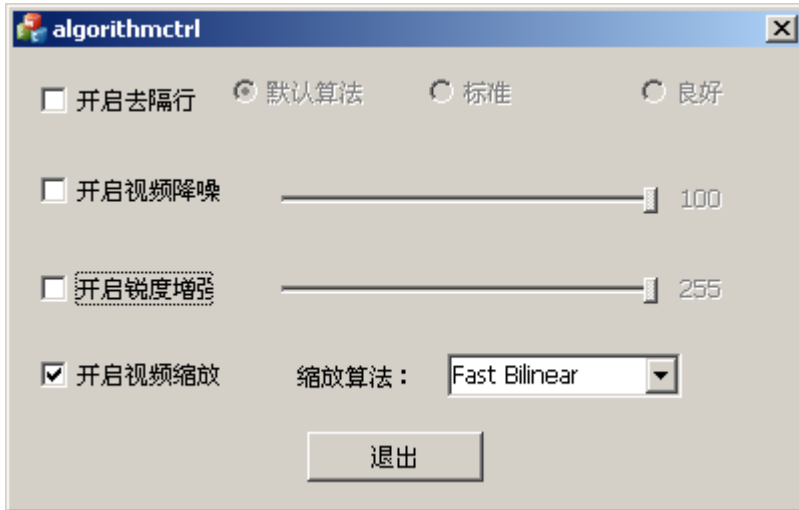 algorithmctrl
开启去隔行 默认算法 标准 良好
开启视频降噪 100
开启锐度增强 255
开启视频缩放 缩放算法： Fast Bilinear
退出